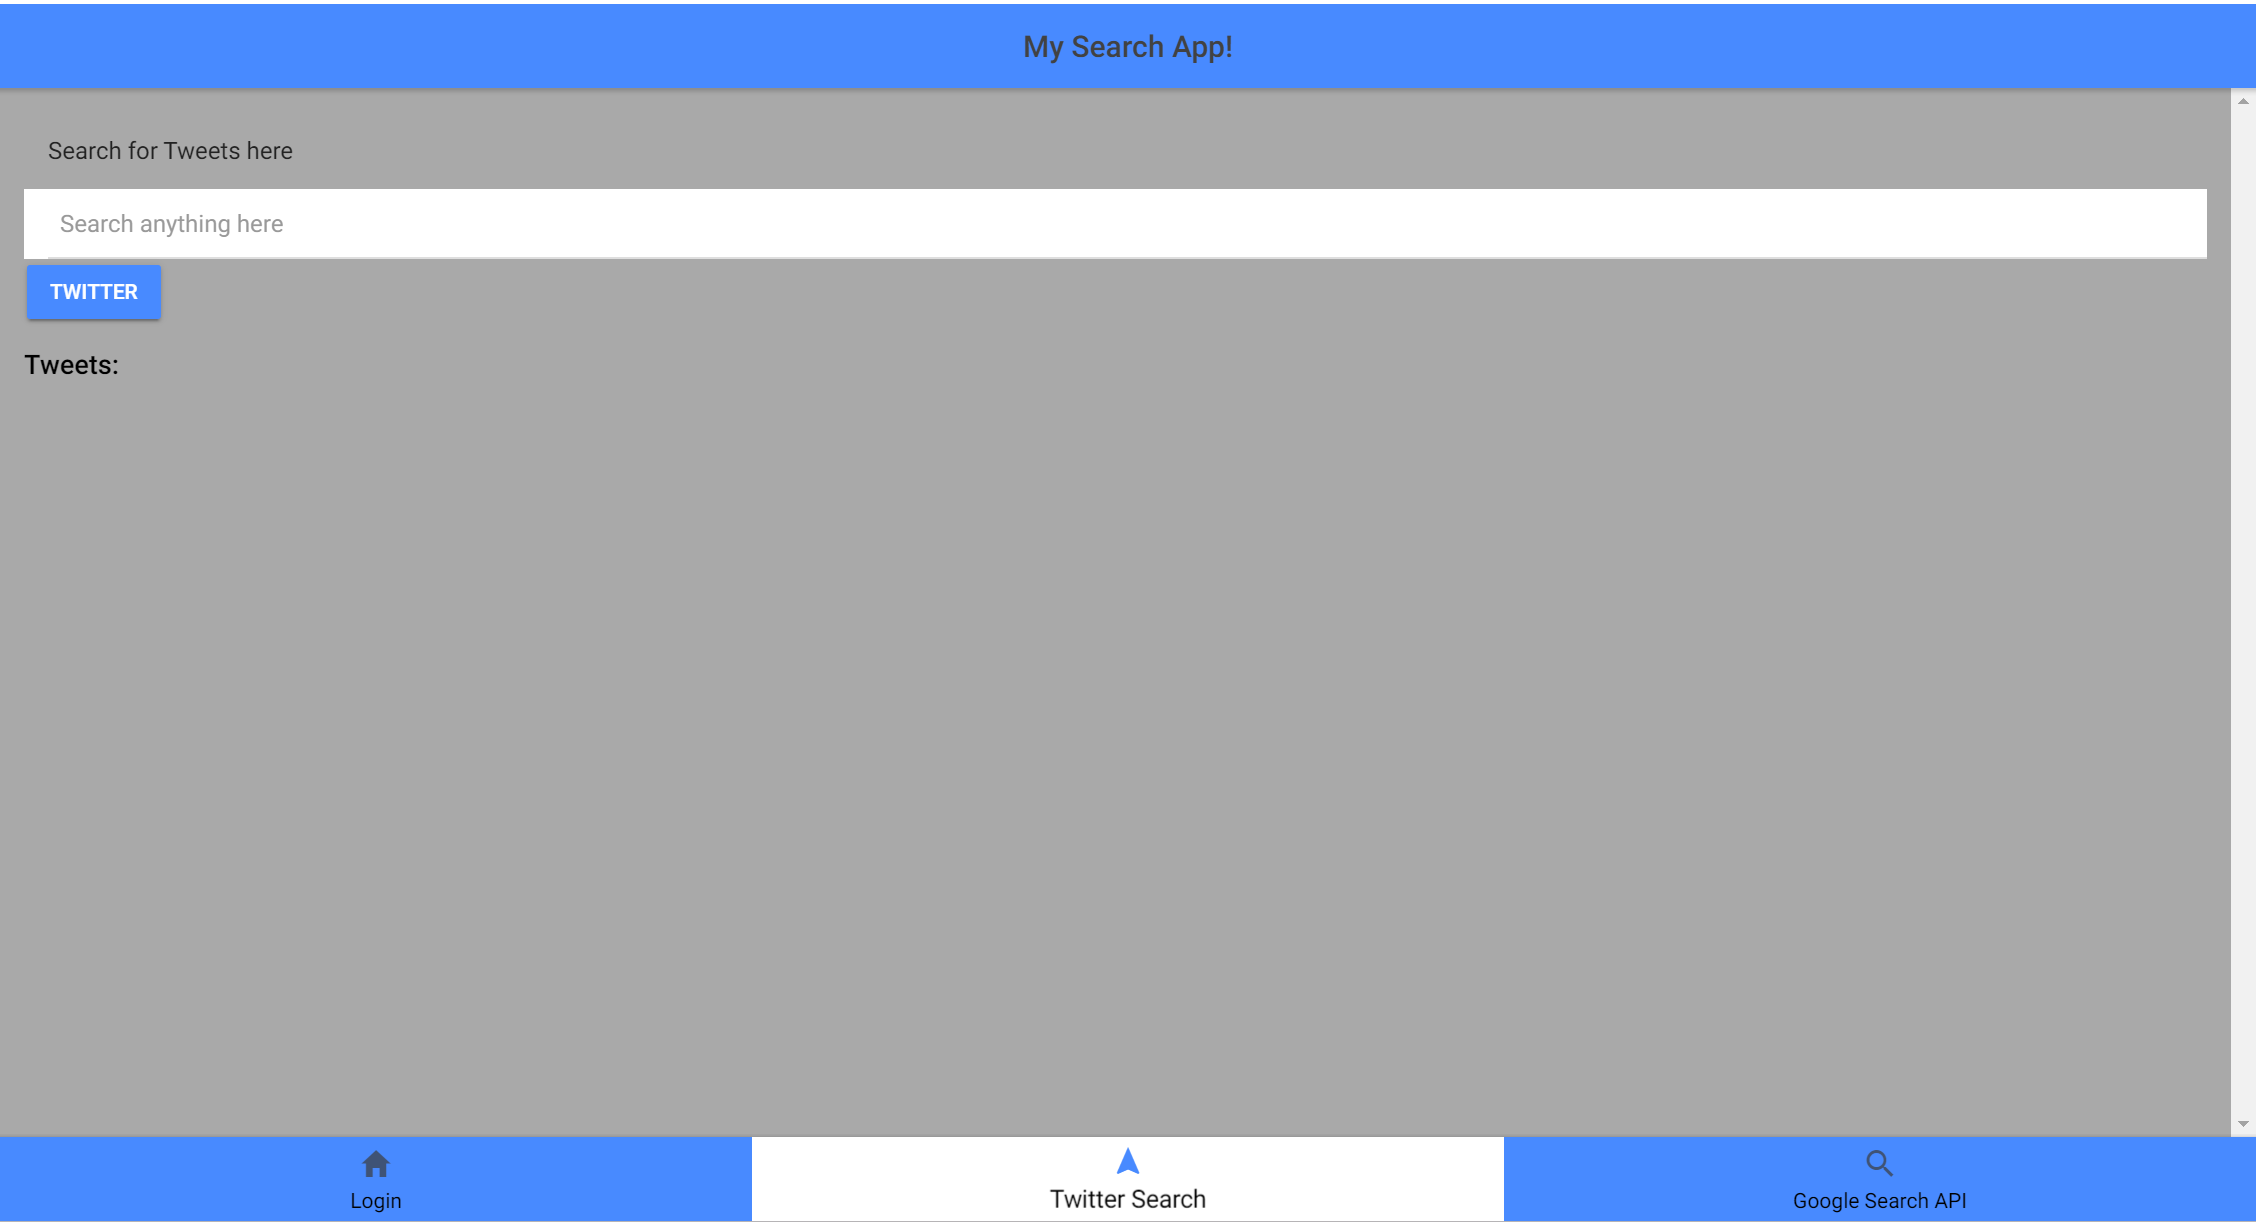 My Search App!
Search for Tweets here
Search anything here
TWITTER
Tweets:
Login
Twitter Search
Google Search API